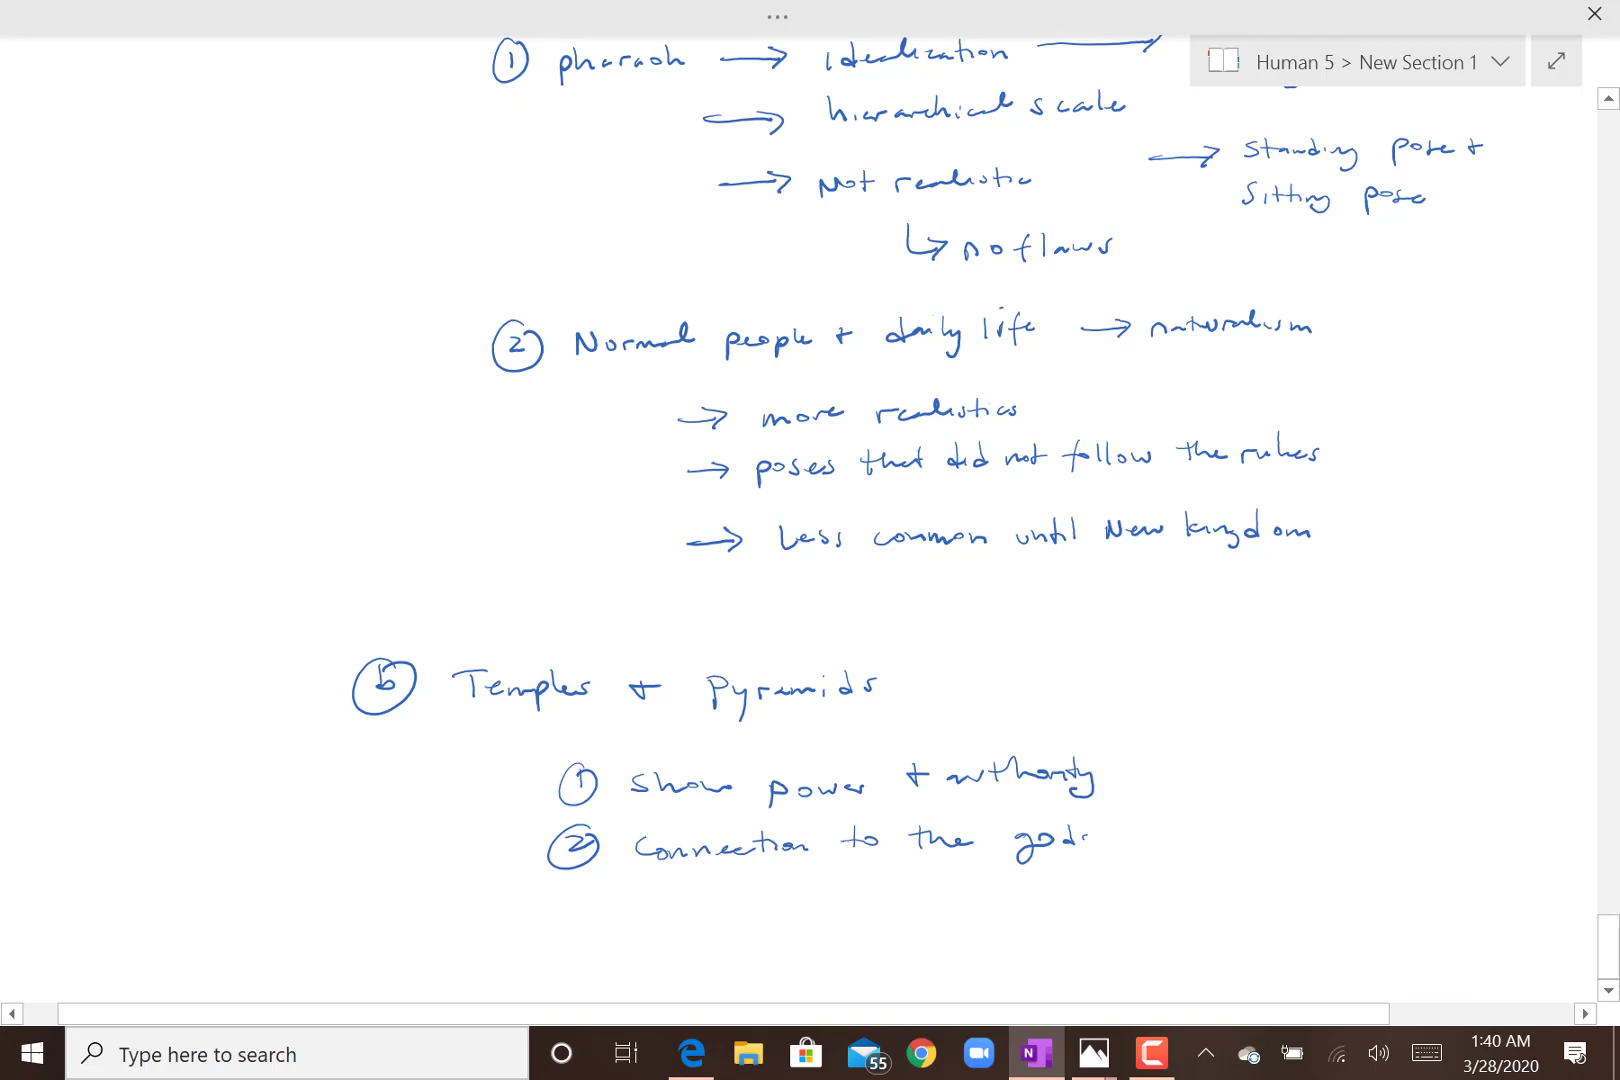 ① pharaoh → idealization →
Human 5 > New Section 1
→ hierarchical scale
→ standing pose +
sitting pose
→ Not realistic
↳ no flaws
② Normal people + daily life → naturalism
→ more realistics
→ poses that did not follow the rules
→ Less common until New kingdom
ⓑ Temples + Pyramids
① Show power + authority
② Connection to the gods
Type here to search
55
1:40 AM
3/28/2020